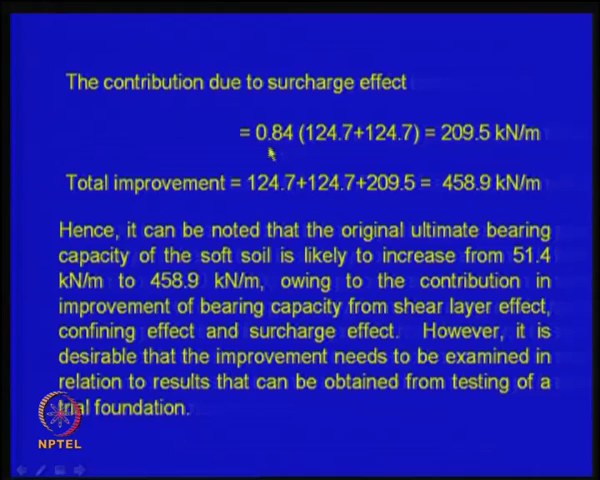 The contribution due to surcharge effect
= 0.84 (124.7+124.7) = 209.5 kN/m
Total improvement = 124.7+124.7+209.5 = 458.9 kN/m
Hence, it can be noted that the original ultimate bearing
capacity of the soft soil is likely to increase from 51.4
kN/m to 458.9 kN/m, owing to the contribution in
improvement of bearing capacity from shear layer effect,
confining effect and surcharge effect. However, it is
desirable that the improvement needs to be examined in
relation to results that can be obtained from testing of a
trial foundation.
NPTEL